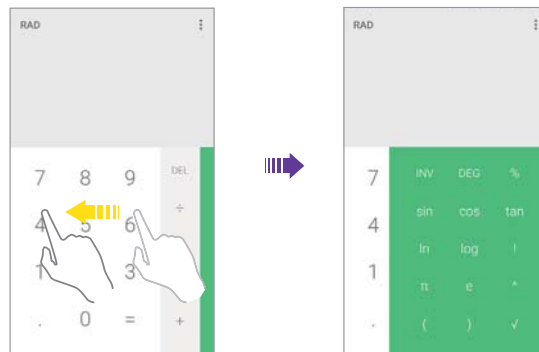 RAD
7 8 9 DEL
4 5 6 ÷
1 3
. 0 = +
RAD
7 INV DEG %
4 sin cos tan
1 ln log !
π e ^
. ( ) √